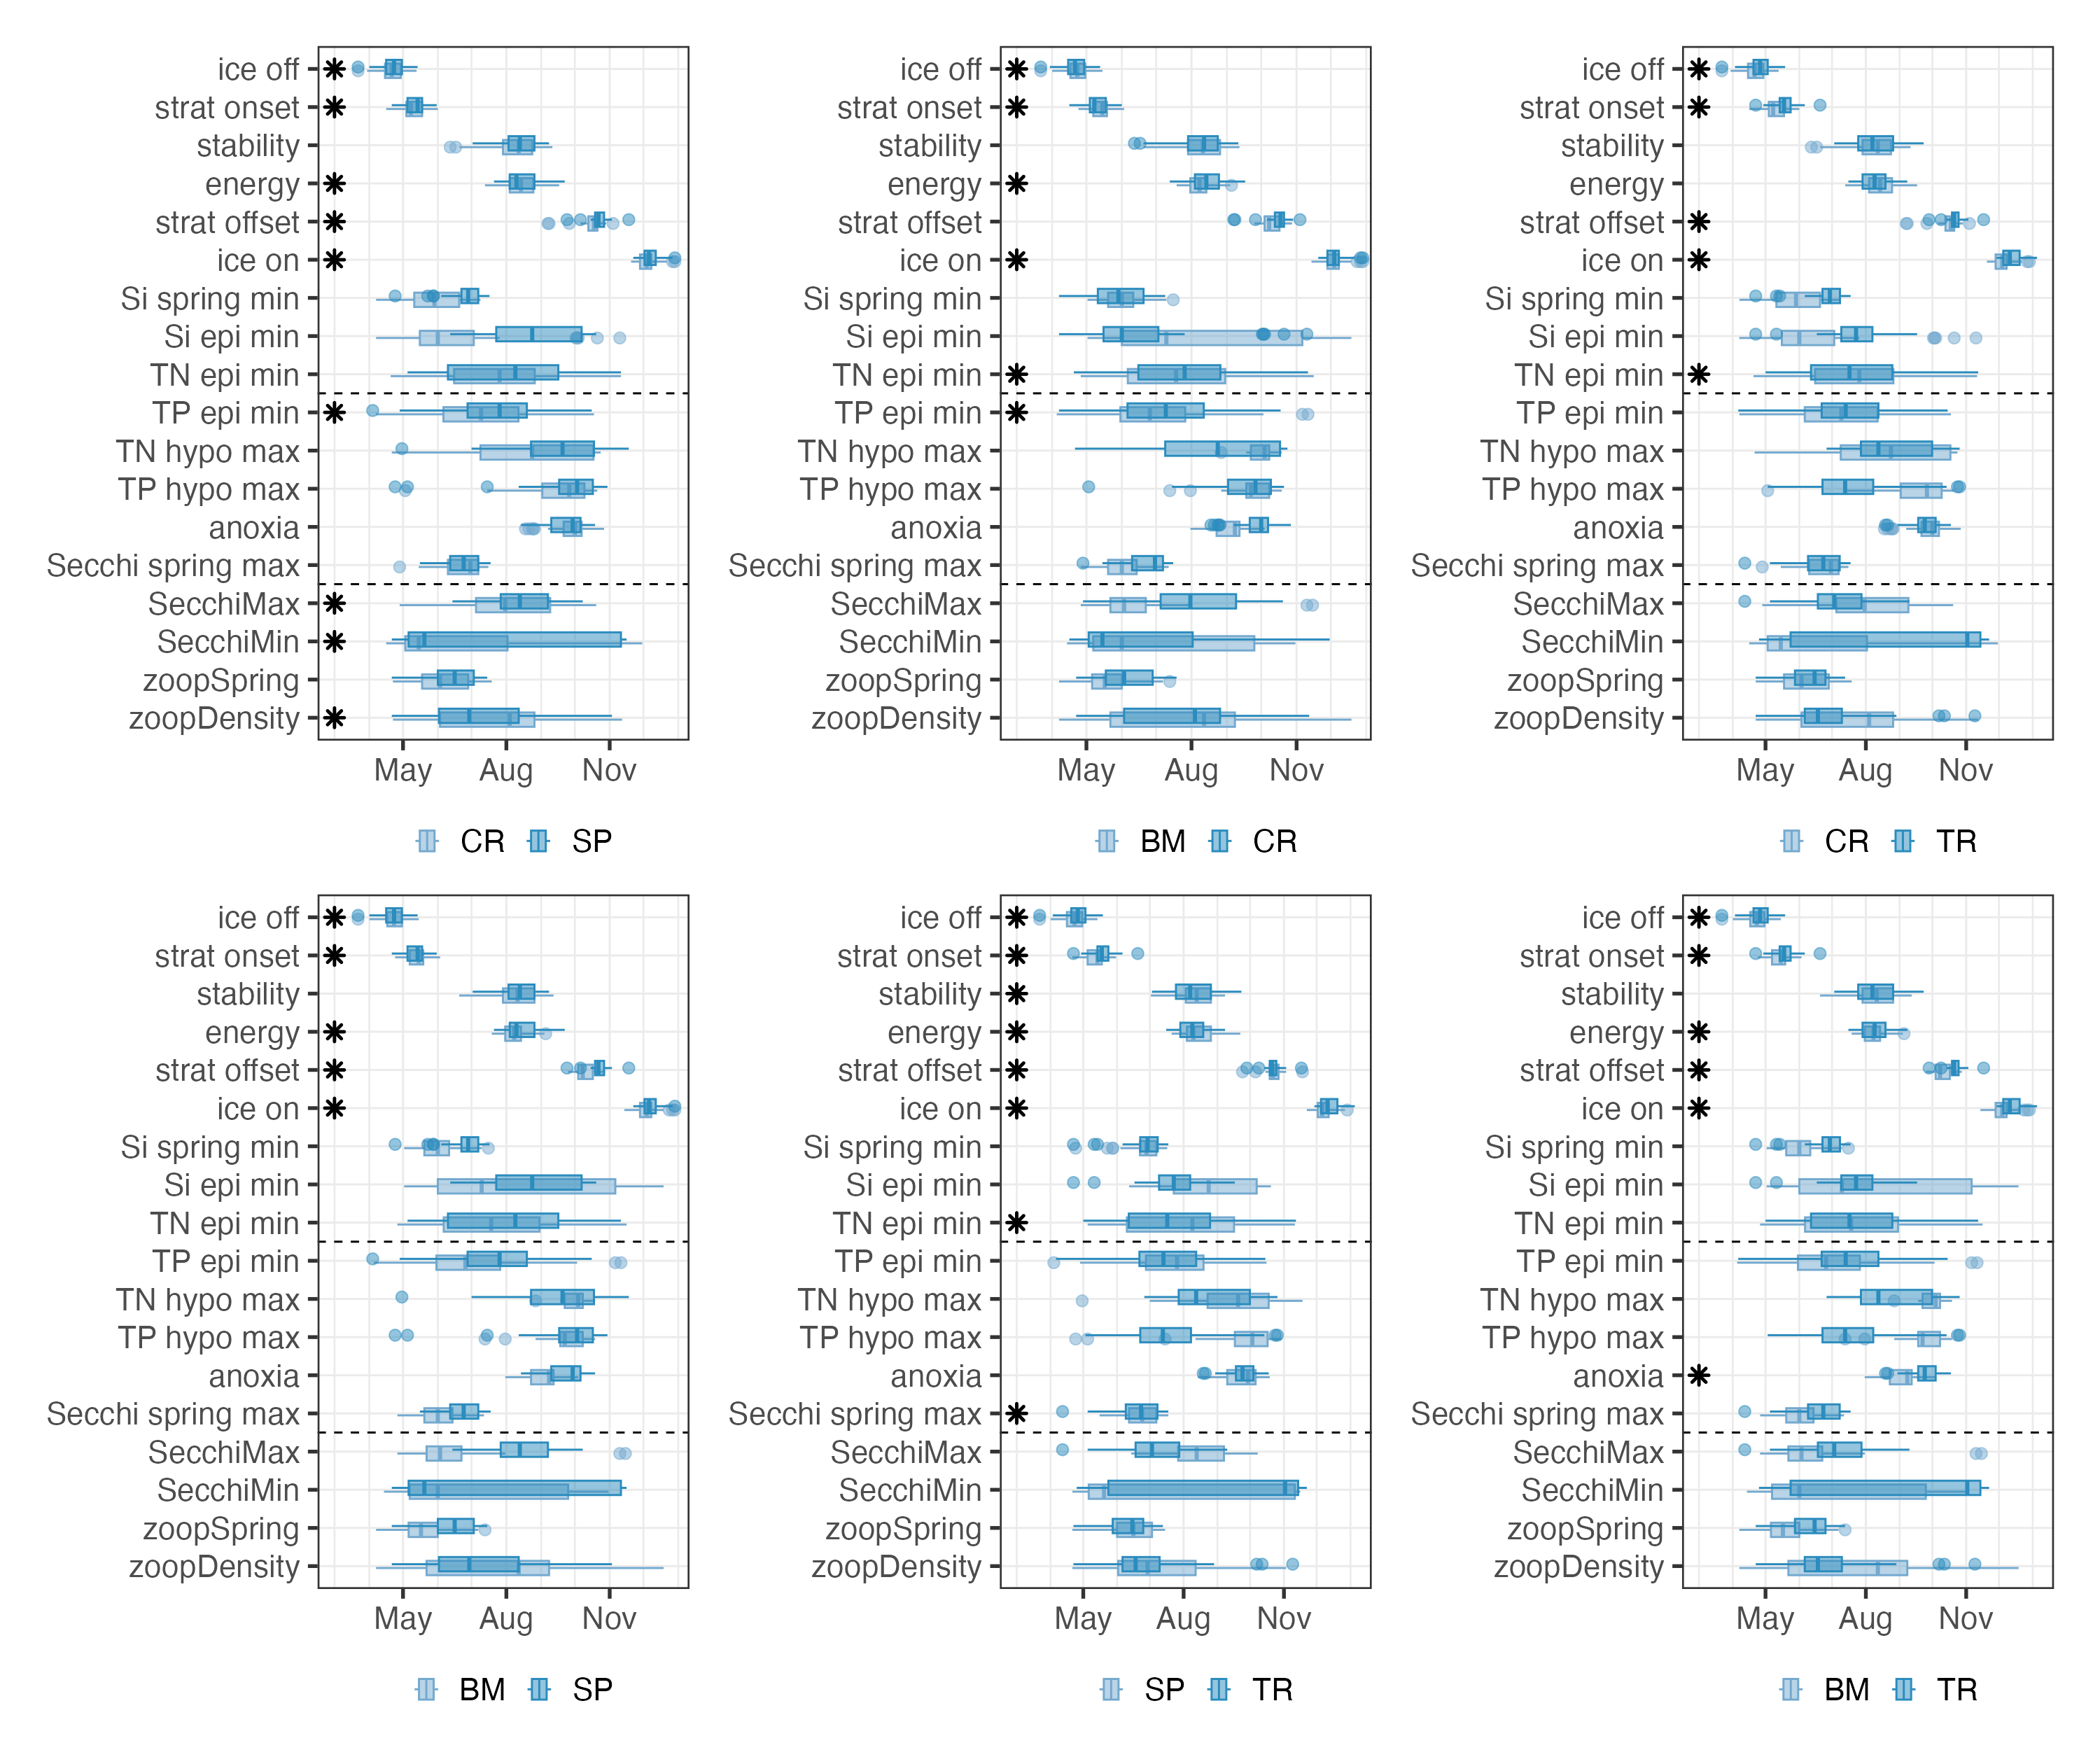 ice off
strat onset
stability
energy
strat offset
ice on
Si spring min
Si epi min
TN epi min
TP epi min
TN hypo max
TP hypo max
anoxia
Secchi spring max
SecchiMax
SecchiMin
zoopSpring
zoopDensity
May Aug Nov
CR SP
ice off
strat onset
stability
energy
strat offset
ice on
Si spring min
Si epi min
TN epi min
TP epi min
TN hypo max
TP hypo max
anoxia
Secchi spring max
SecchiMax
SecchiMin
zoopSpring
zoopDensity
May Aug Nov
BM CR
ice off
strat onset
stability
energy
strat offset
ice on
Si spring min
Si epi min
TN epi min
TP epi min
TN hypo max
TP hypo max
anoxia
Secchi spring max
SecchiMax
SecchiMin
zoopSpring
zoopDensity
May Aug Nov
CR TR
ice off
strat onset
stability
energy
strat offset
ice on
Si spring min
Si epi min
TN epi min
TP epi min
TN hypo max
TP hypo max
anoxia
Secchi spring max
SecchiMax
SecchiMin
zoopSpring
zoopDensity
May Aug Nov
BM SP
ice off
strat onset
stability
energy
strat offset
ice on
Si spring min
Si epi min
TN epi min
TP epi min
TN hypo max
TP hypo max
anoxia
Secchi spring max
SecchiMax
SecchiMin
zoopSpring
zoopDensity
May Aug Nov
SP TR
ice off
strat onset
stability
energy
strat offset
ice on
Si spring min
Si epi min
TN epi min
TP epi min
TN hypo max
TP hypo max
anoxia
Secchi spring max
SecchiMax
SecchiMin
zoopSpring
zoopDensity
May Aug Nov
BM TR